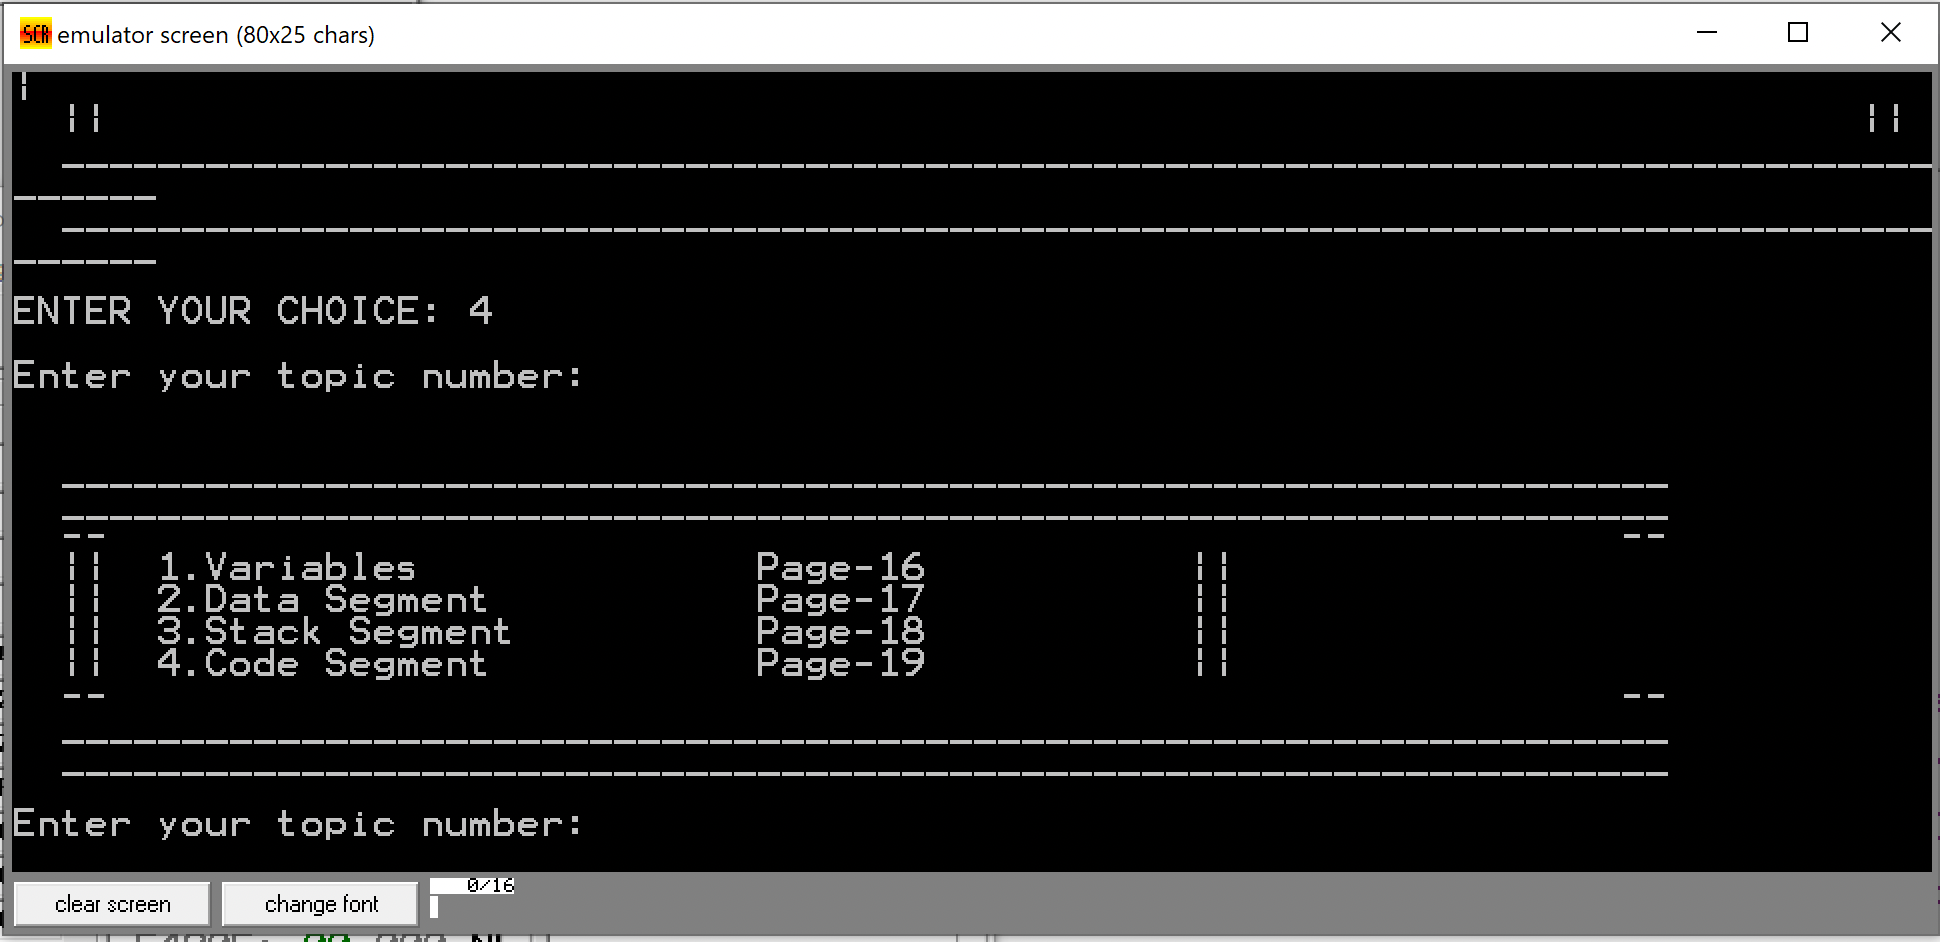 SCR emulator screen (80x25 chars)
¦
¦¦ ¦¦
------------------------------------------------------------------------------
------
------------------------------------------------------------------------------
------
ENTER YOUR CHOICE: 4
Enter your topic number:
-------------------------------------------------------------------
-------------------------------------------------------------------
-- --
¦¦ 1.Variables Page-16 ¦¦
¦¦ 2.Data Segment Page-17 ¦¦
¦¦ 3.Stack Segment Page-18 ¦¦
¦¦ 4.Code Segment Page-19 ¦¦
-- --
-------------------------------------------------------------------
-------------------------------------------------------------------
Enter your topic number:
0/16
clear screen change font